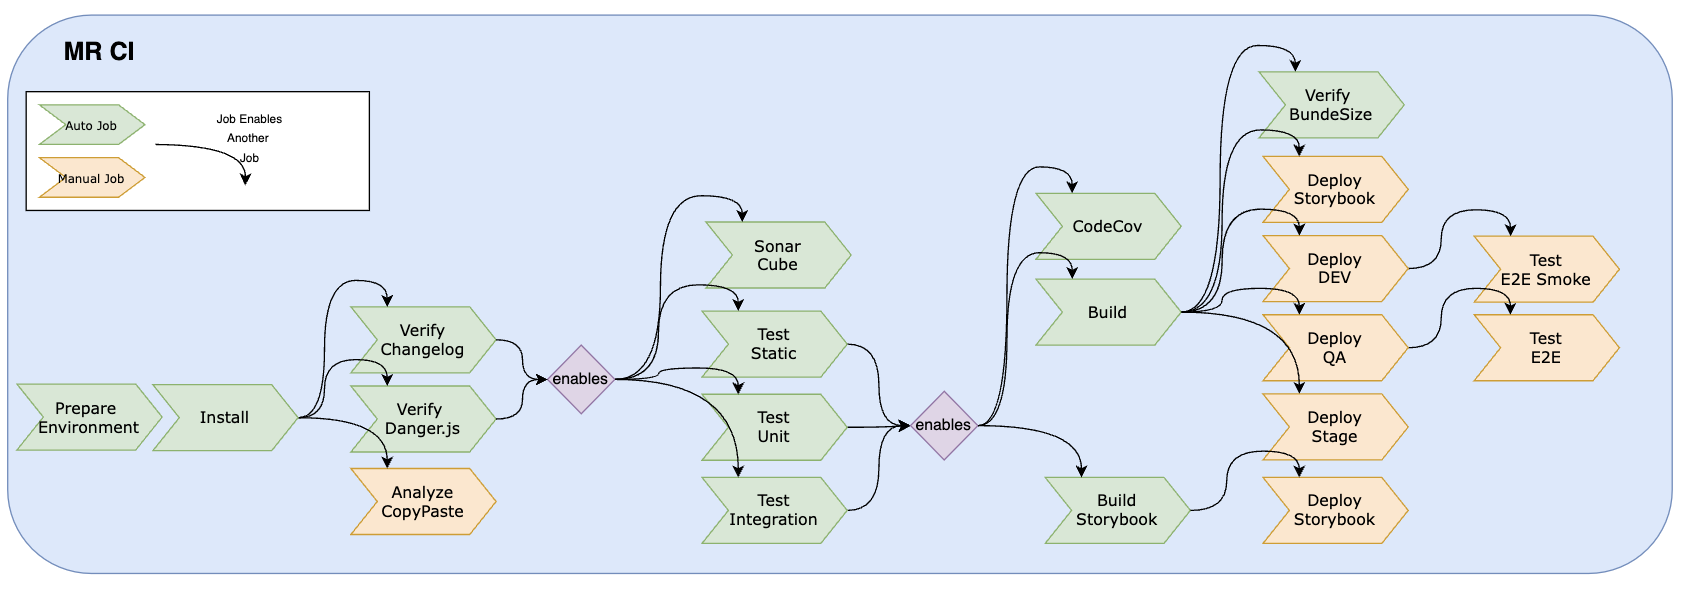 MR CI
Auto Job
Manual Job
Job Enables
Another
Job
Prepare
Environment
Install
Verify
Changelog
Verify
Danger.js
Analyze
CopyPaste
enables
Sonar
Cube
Test
Static
Test
Unit
Test
Integration
enables
CodeCov
Build
Build
Storybook
Verify
BundeSize
Deploy
Storybook
Deploy
DEV
Deploy
QA
Deploy
Stage
Deploy
Storybook
Test
E2E Smoke
Test
E2E